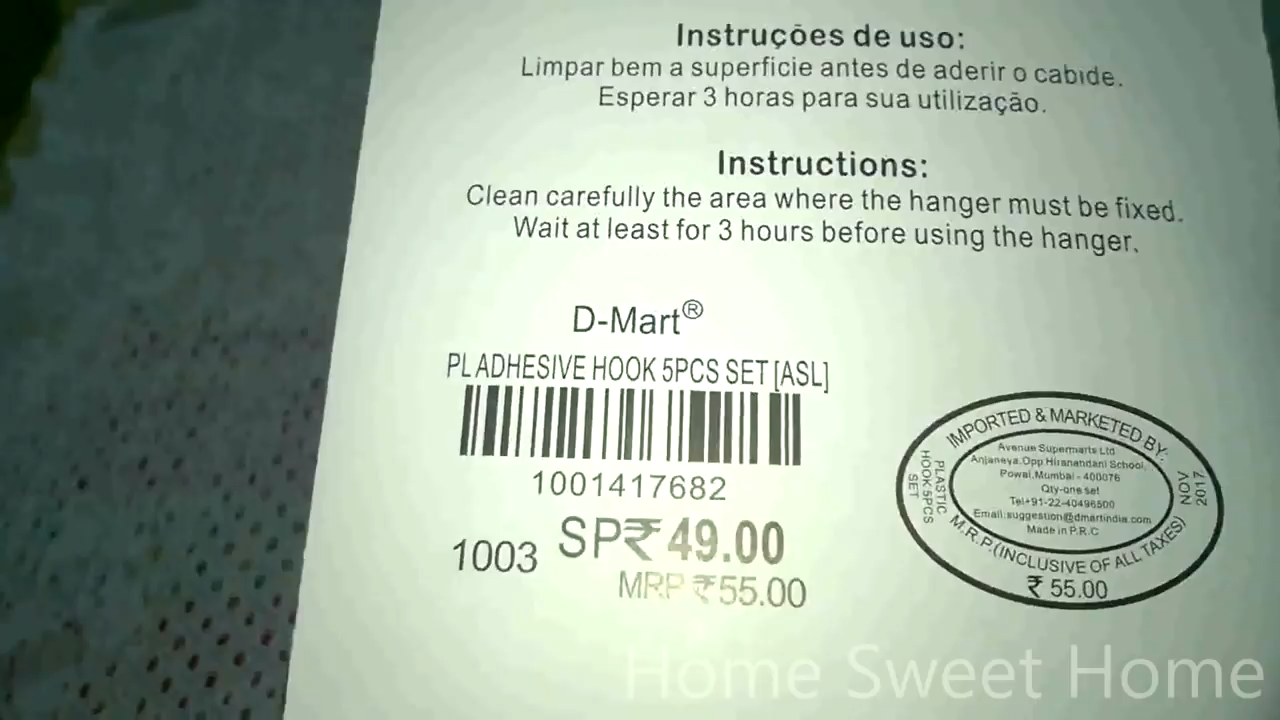 Instruções de uso:
Limpar bem a superficie antes de aderir o cabide.
Esperar 3 horas para sua utilização.
Instructions:
Clean carefully the area where the hanger must be fixed.
Wait at least for 3 hours before using the hanger.
D-Mart®
PL ADHESIVE HOOK 5PCS SET [ASL]
1001417682
1003 SP₹ 49.00
MRP ₹55.00
IMPORTED & MARKETED BY:
Avenue Supermarts Ltd
Anjaneya,Opp Hiranandani School,
Powai,Mumbai - 400076
Qty-one set
Tel+91-22-40496500
Email:suggestion@dmartindia.com
Made in P.R.C
PLASTIC
HOOK 5PCS
SET
NOV
2017
M.R.P.(INCLUSIVE OF ALL TAXES)
₹ 55.00
Home Sweet Home